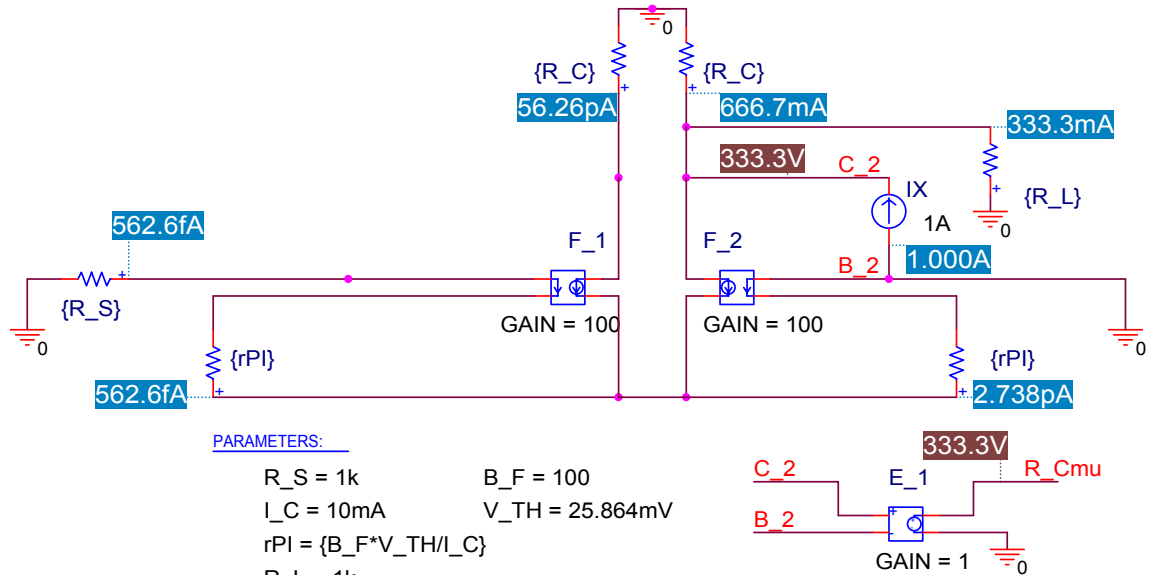 0
{R_C}
{R_C}
56.26pA
666.7mA
333.3mA
333.3V
C_2
IX
{R_L}
1A
0
562.6fA
F_1
F_2
B_2
1.000A
{R_S}
GAIN = 100
GAIN = 100
0
0
{rPI}
{rPI}
562.6fA
2.738pA
PARAMETERS:
333.3V
R_S = 1k
B_F = 100
C_2
E_1
R_Cmu
I_C = 10mA
V_TH = 25.864mV
B_2
rPI = {B_F*V_TH/I_C}
GAIN = 1
0